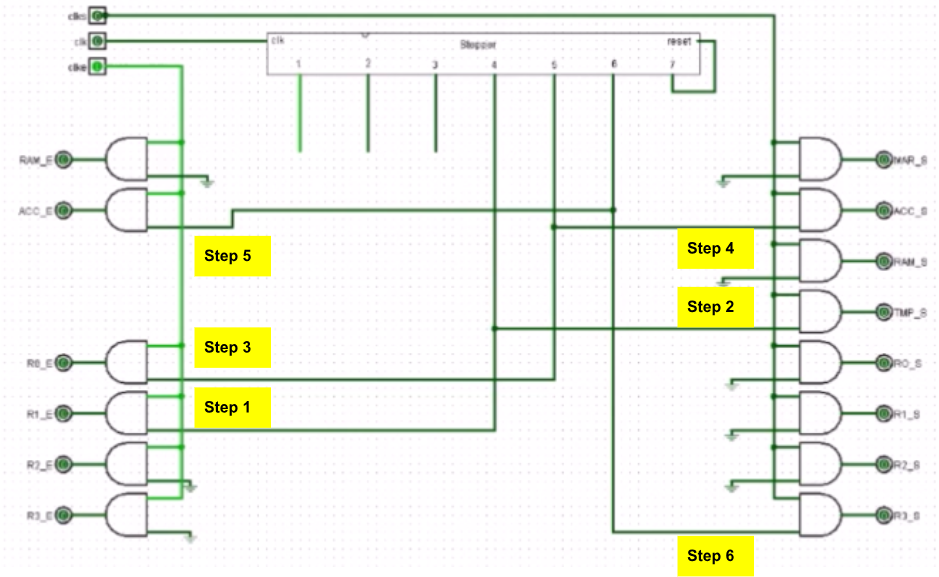 clks
clk
clke
clk
Stepper
reset
1 2 3 4 5 6 7
RAM_E
MAR_S
ACC_E
ACC_S
Step 5
Step 4
RAM_S
Step 2
TMP_S
Step 3
R0_E
R0_S
Step 1
R1_E
R1_S
R2_E
R2_S
R3_E
R3_S
Step 6